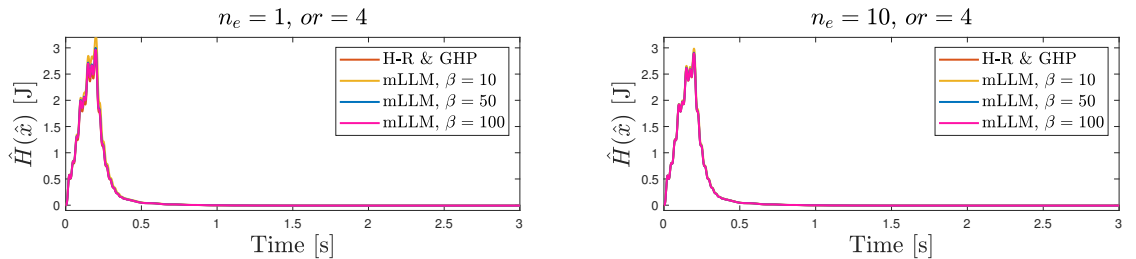 n_e = 1, or = 4
Ĥ(x̂) [J]
3
2.5
2
1.5
1
0.5
0
H-R & GHP
mLLM, β = 10
mLLM, β = 50
mLLM, β = 100
0 0.5 1 1.5 2 2.5 3
Time [s]
n_e = 10, or = 4
Ĥ(x̂) [J]
3
2.5
2
1.5
1
0.5
0
H-R & GHP
mLLM, β = 10
mLLM, β = 50
mLLM, β = 100
0 0.5 1 1.5 2 2.5 3
Time [s]